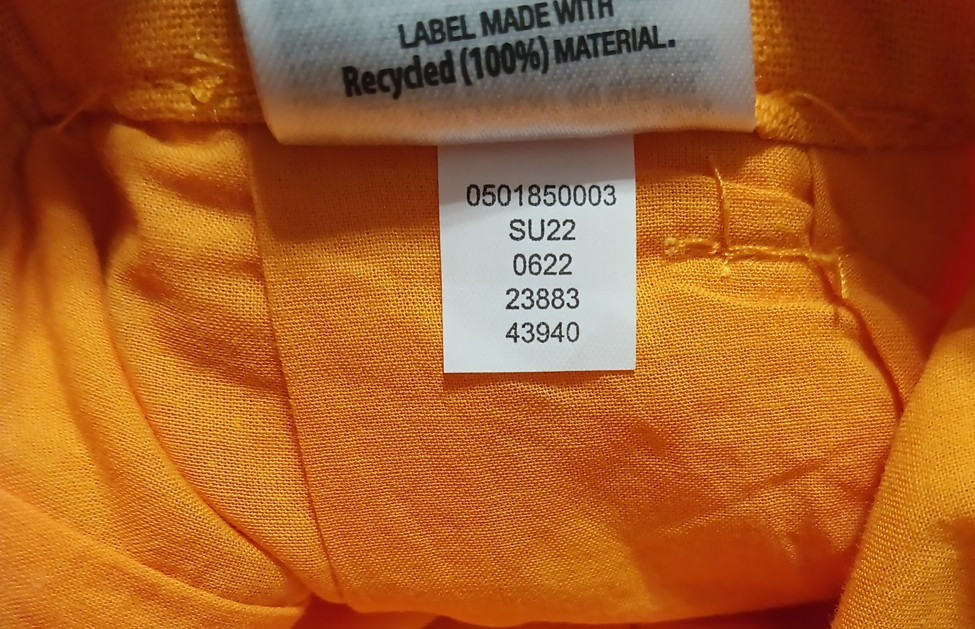 LABEL MADE WITH
Recycled (100%) MATERIAL.
0501850003
SU22
0622
23883
43940